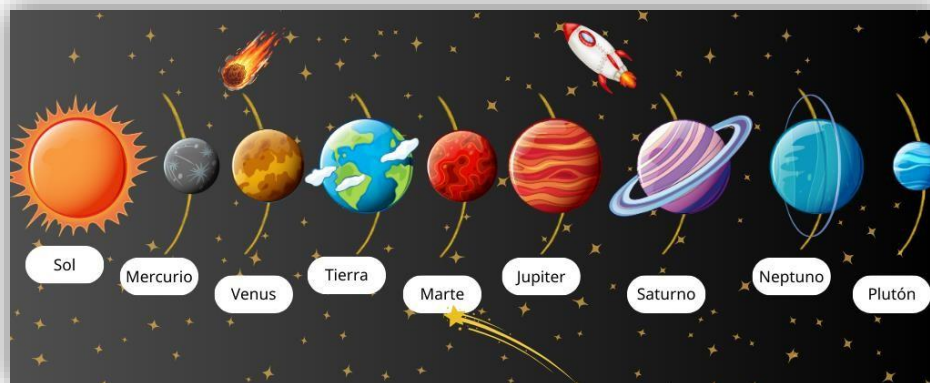 Sol
Mercurio
Venus
Tierra
Marte
Jupiter
Saturno
Neptuno
Plutón